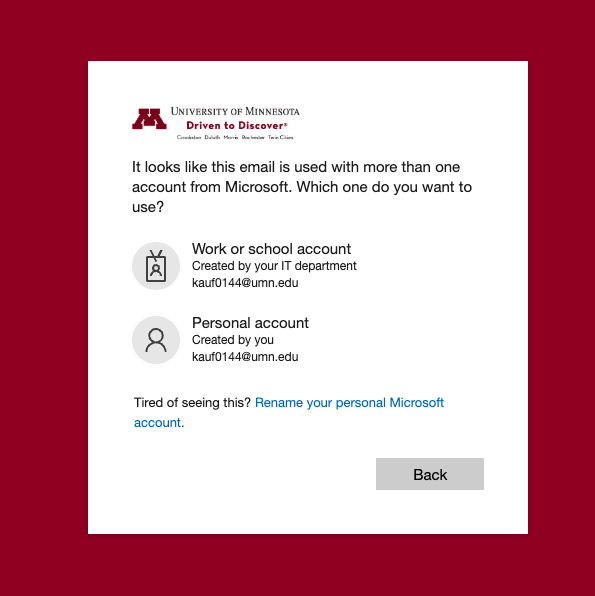 UNIVERSITY OF MINNESOTA
Driven to Discover®
Crookston Duluth Morris Rochester Twin Cities
It looks like this email is used with more than one
account from Microsoft. Which one do you want to
use?
Work or school account
Created by your IT department
kauf0144@umn.edu
Personal account
Created by you
kauf0144@umn.edu
Tired of seeing this? Rename your personal Microsoft
account.
Back